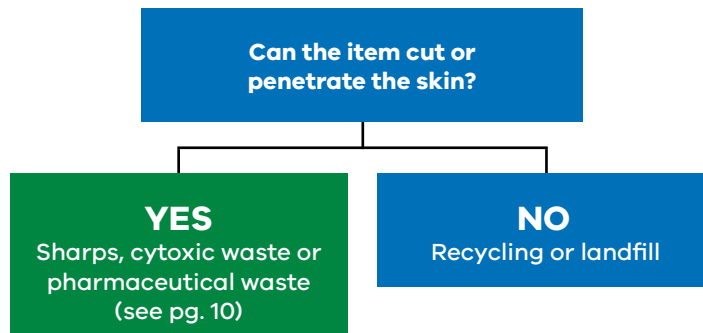 Can the item cut or
penetrate the skin?
YES
Sharps, cytoxic waste or
pharmaceutical waste
(see pg. 10)
NO
Recycling or landfill